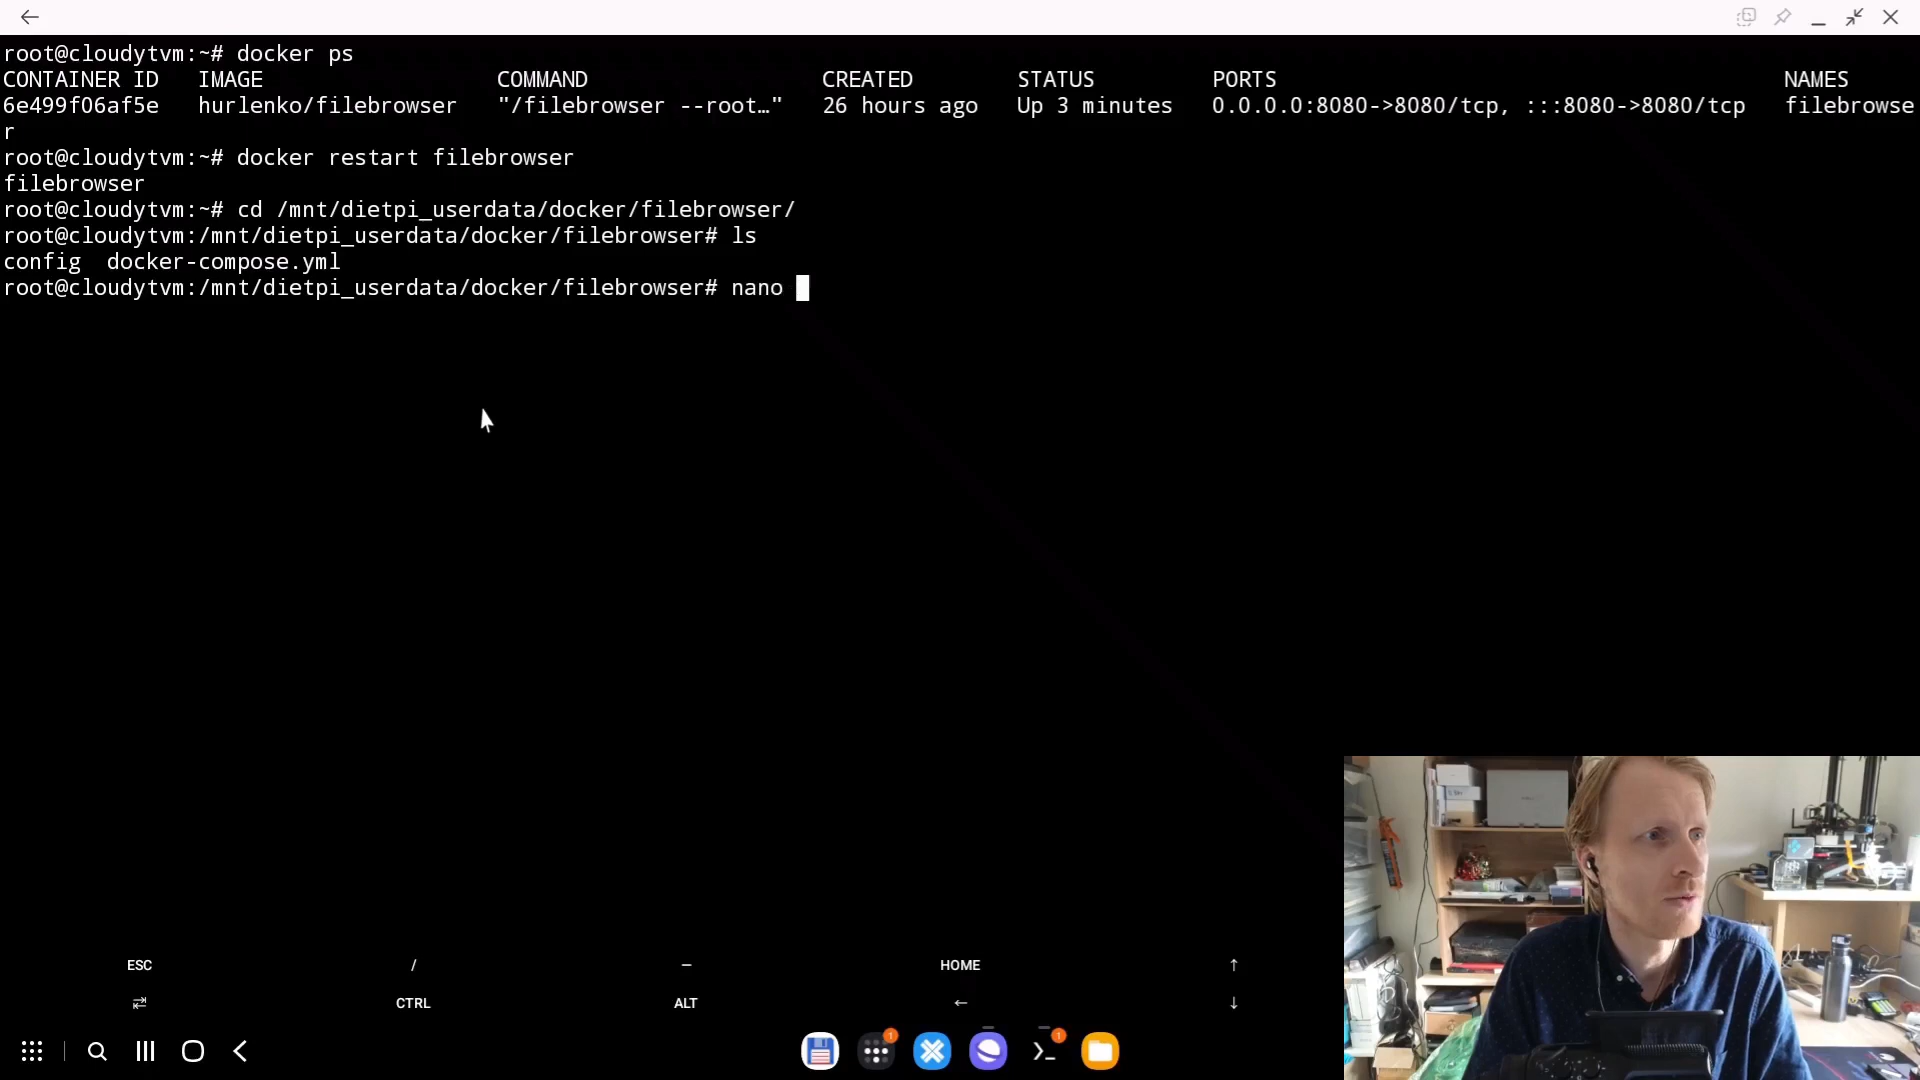 root@cloudytvm:~# docker ps
CONTAINER ID   IMAGE                  COMMAND                  CREATED        STATUS         PORTS                                       NAMES
6e499f06af5e   hurlenko/filebrowser   "/filebrowser --root…"   26 hours ago   Up 3 minutes   0.0.0.0:8080->8080/tcp, :::8080->8080/tcp   filebrowse
r
root@cloudytvm:~# docker restart filebrowser
filebrowser
root@cloudytvm:~# cd /mnt/dietpi_userdata/docker/filebrowser/
root@cloudytvm:/mnt/dietpi_userdata/docker/filebrowser# ls
config  docker-compose.yml
root@cloudytvm:/mnt/dietpi_userdata/docker/filebrowser# nano
ESC / — HOME ↑
⇄ CTRL ALT ← ↓
1 1